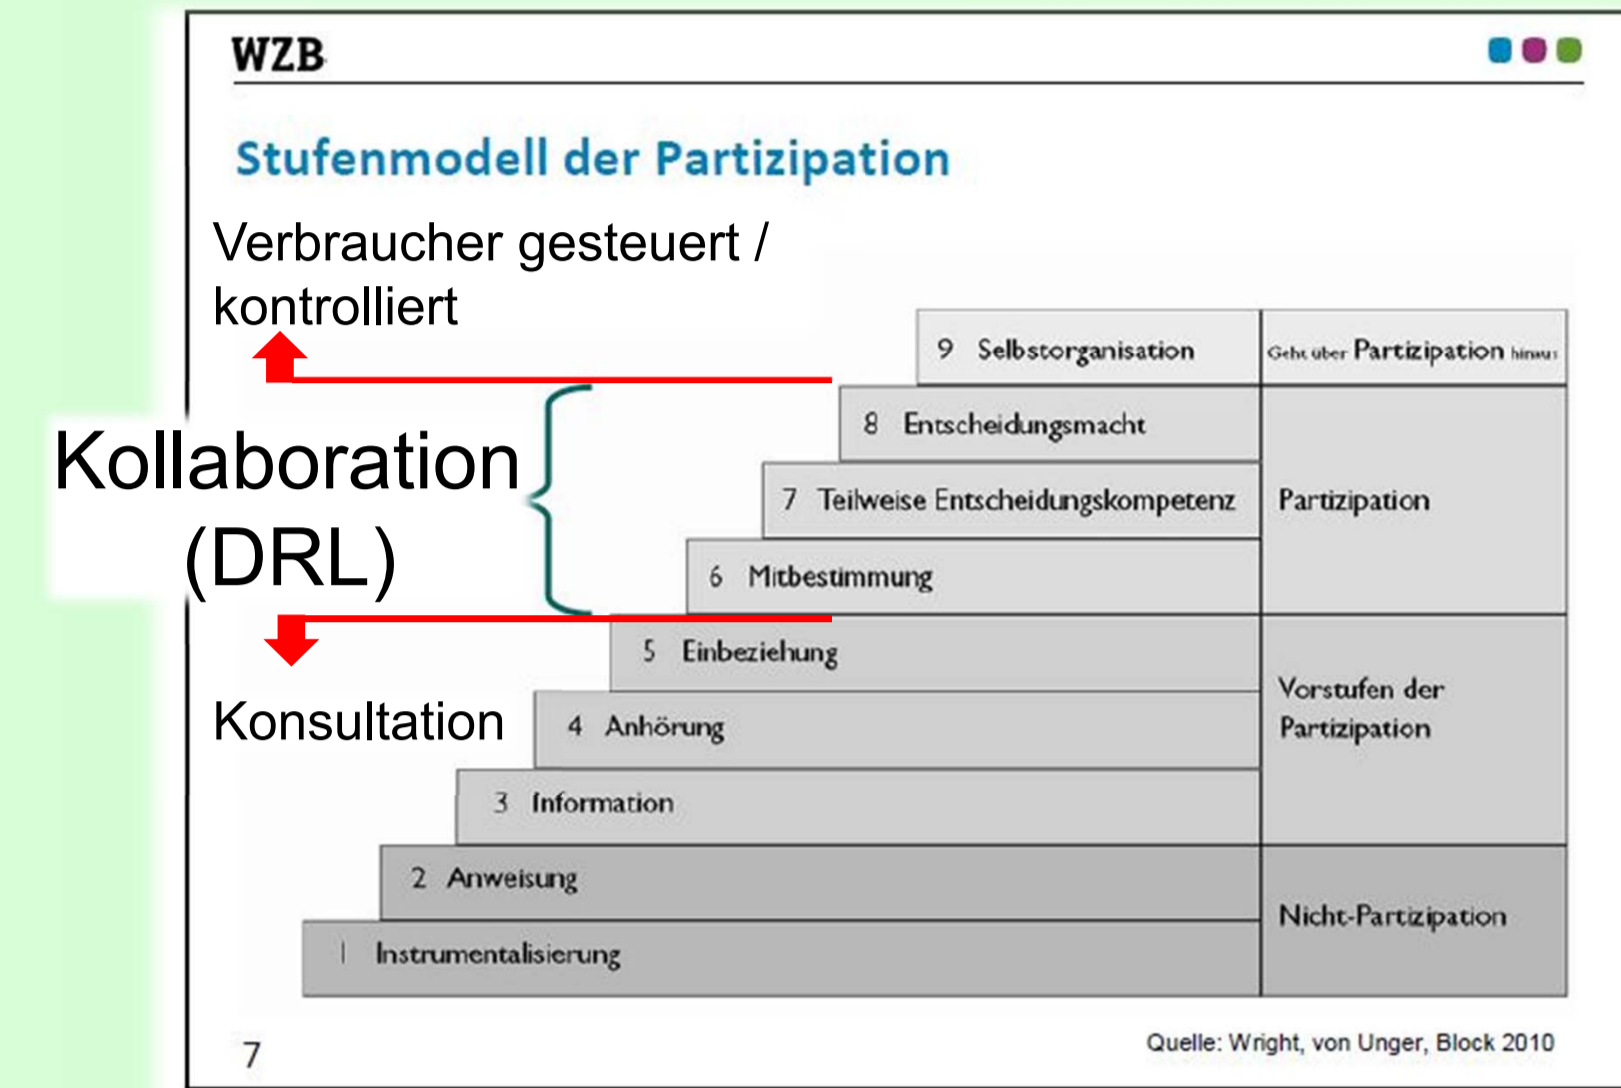 WZB
Stufenmodell der Partizipation
Verbraucher gesteuert /
kontrolliert
Kollaboration
(DRL)
Konsultation
9 Selbstorganisation
Geht über Partizipation hinaus
8 Entscheidungsmacht
7 Teilweise Entscheidungskompetenz
Partizipation
6 Mitbestimmung
5 Einbeziehung
4 Anhörung
Vorstufen der
Partizipation
3 Information
2 Anweisung
1 Instrumentalisierung
Nicht-Partizipation
7
Quelle: Wright, von Unger, Block 2010